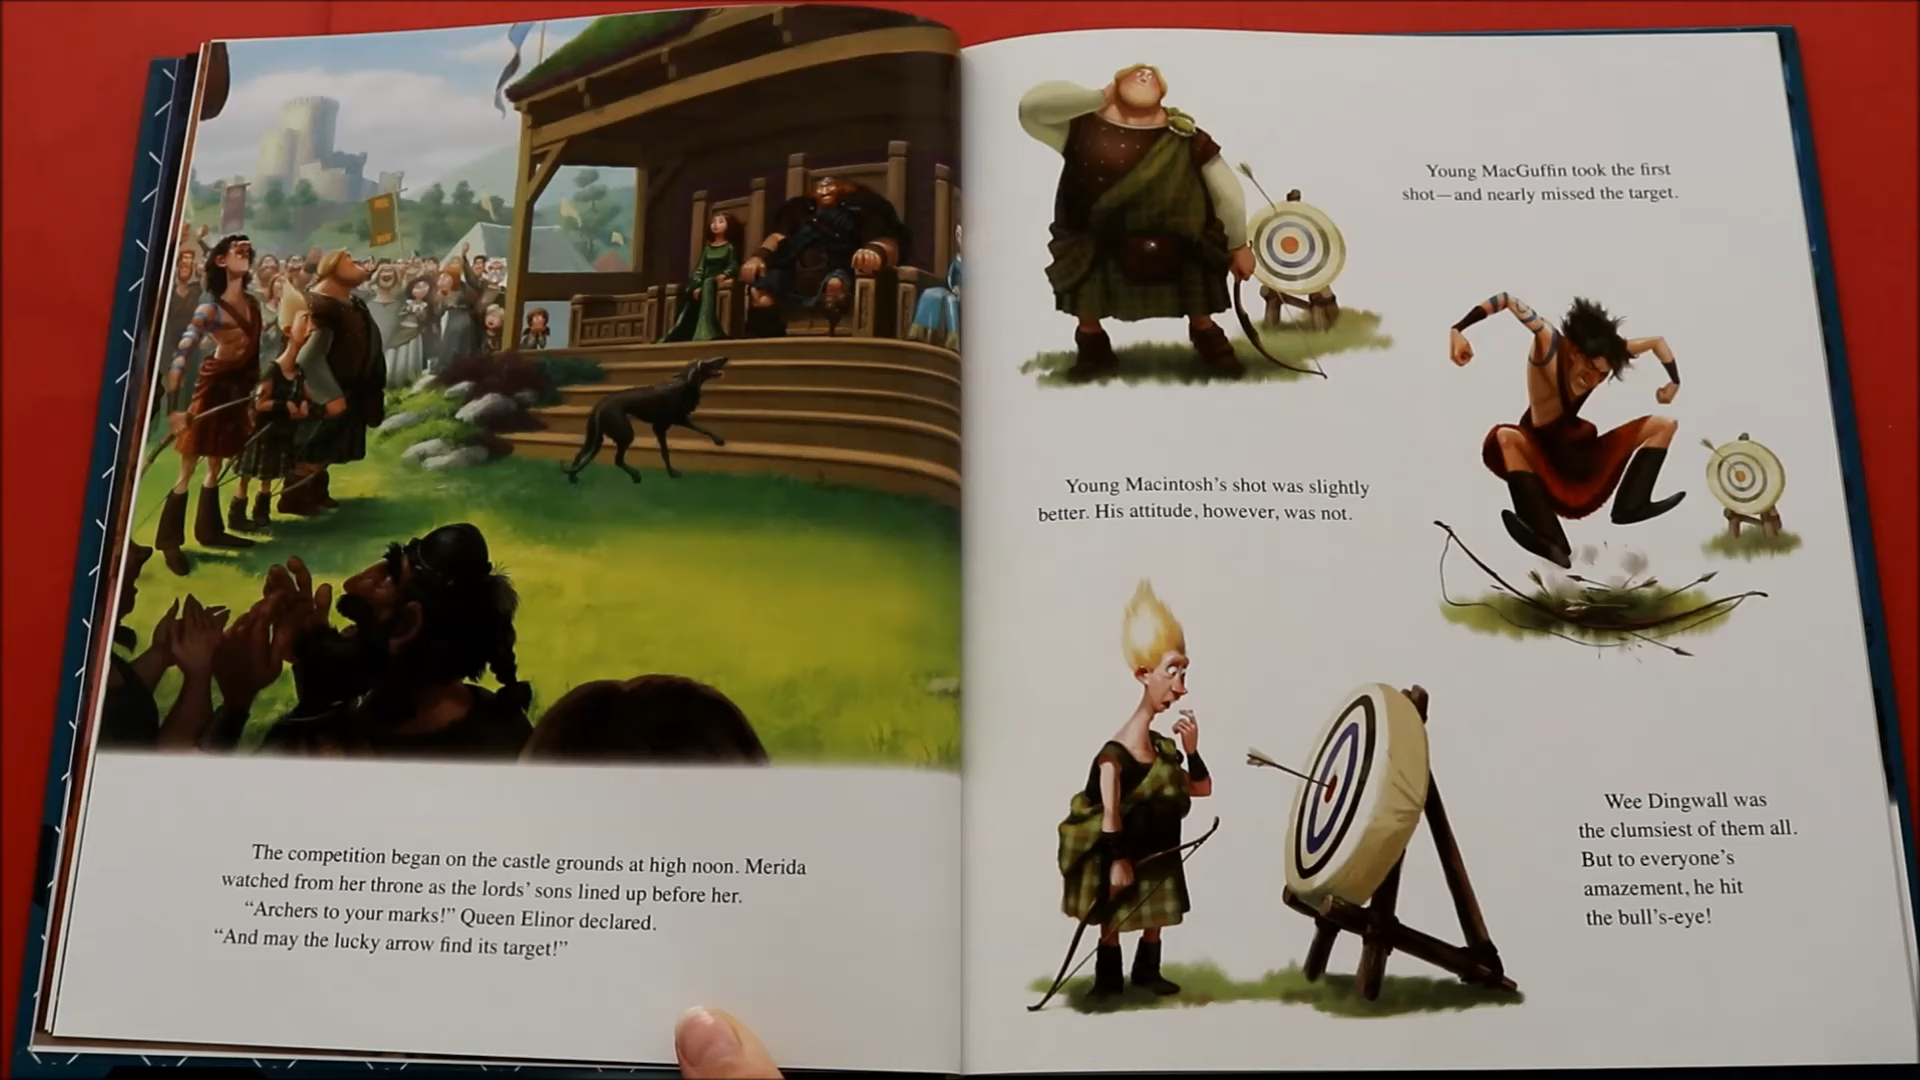 The competition began on the castle grounds at high noon. Merida
watched from her throne as the lords’ sons lined up before her.
“Archers to your marks!” Queen Elinor declared.
“And may the lucky arrow find its target!”
Young MacGuffin took the first
shot—and nearly missed the target.
Young Macintosh’s shot was slightly
better. His attitude, however, was not.
Wee Dingwall was
the clumsiest of them all.
But to everyone’s
amazement, he hit
the bull’s-eye!